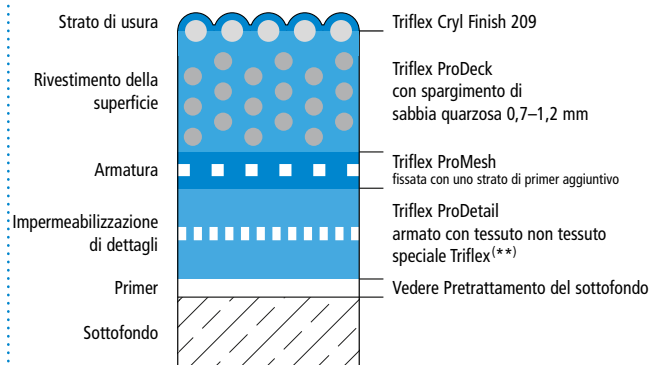 Strato di usura
Triflex Cryl Finish 209
Rivestimento della
superficie
Triflex ProDeck
con spargimento di
sabbia quarzosa 0,7–1,2 mm
Armatura
Triflex ProMesh
fissata con uno strato di primer aggiuntivo
Impermeabilizzazione
di dettagli
Triflex ProDetail
armato con tessuto non tessuto
speciale Triflex(**)
Primer
Vedere Pretrattamento del sottofondo
Sottofondo